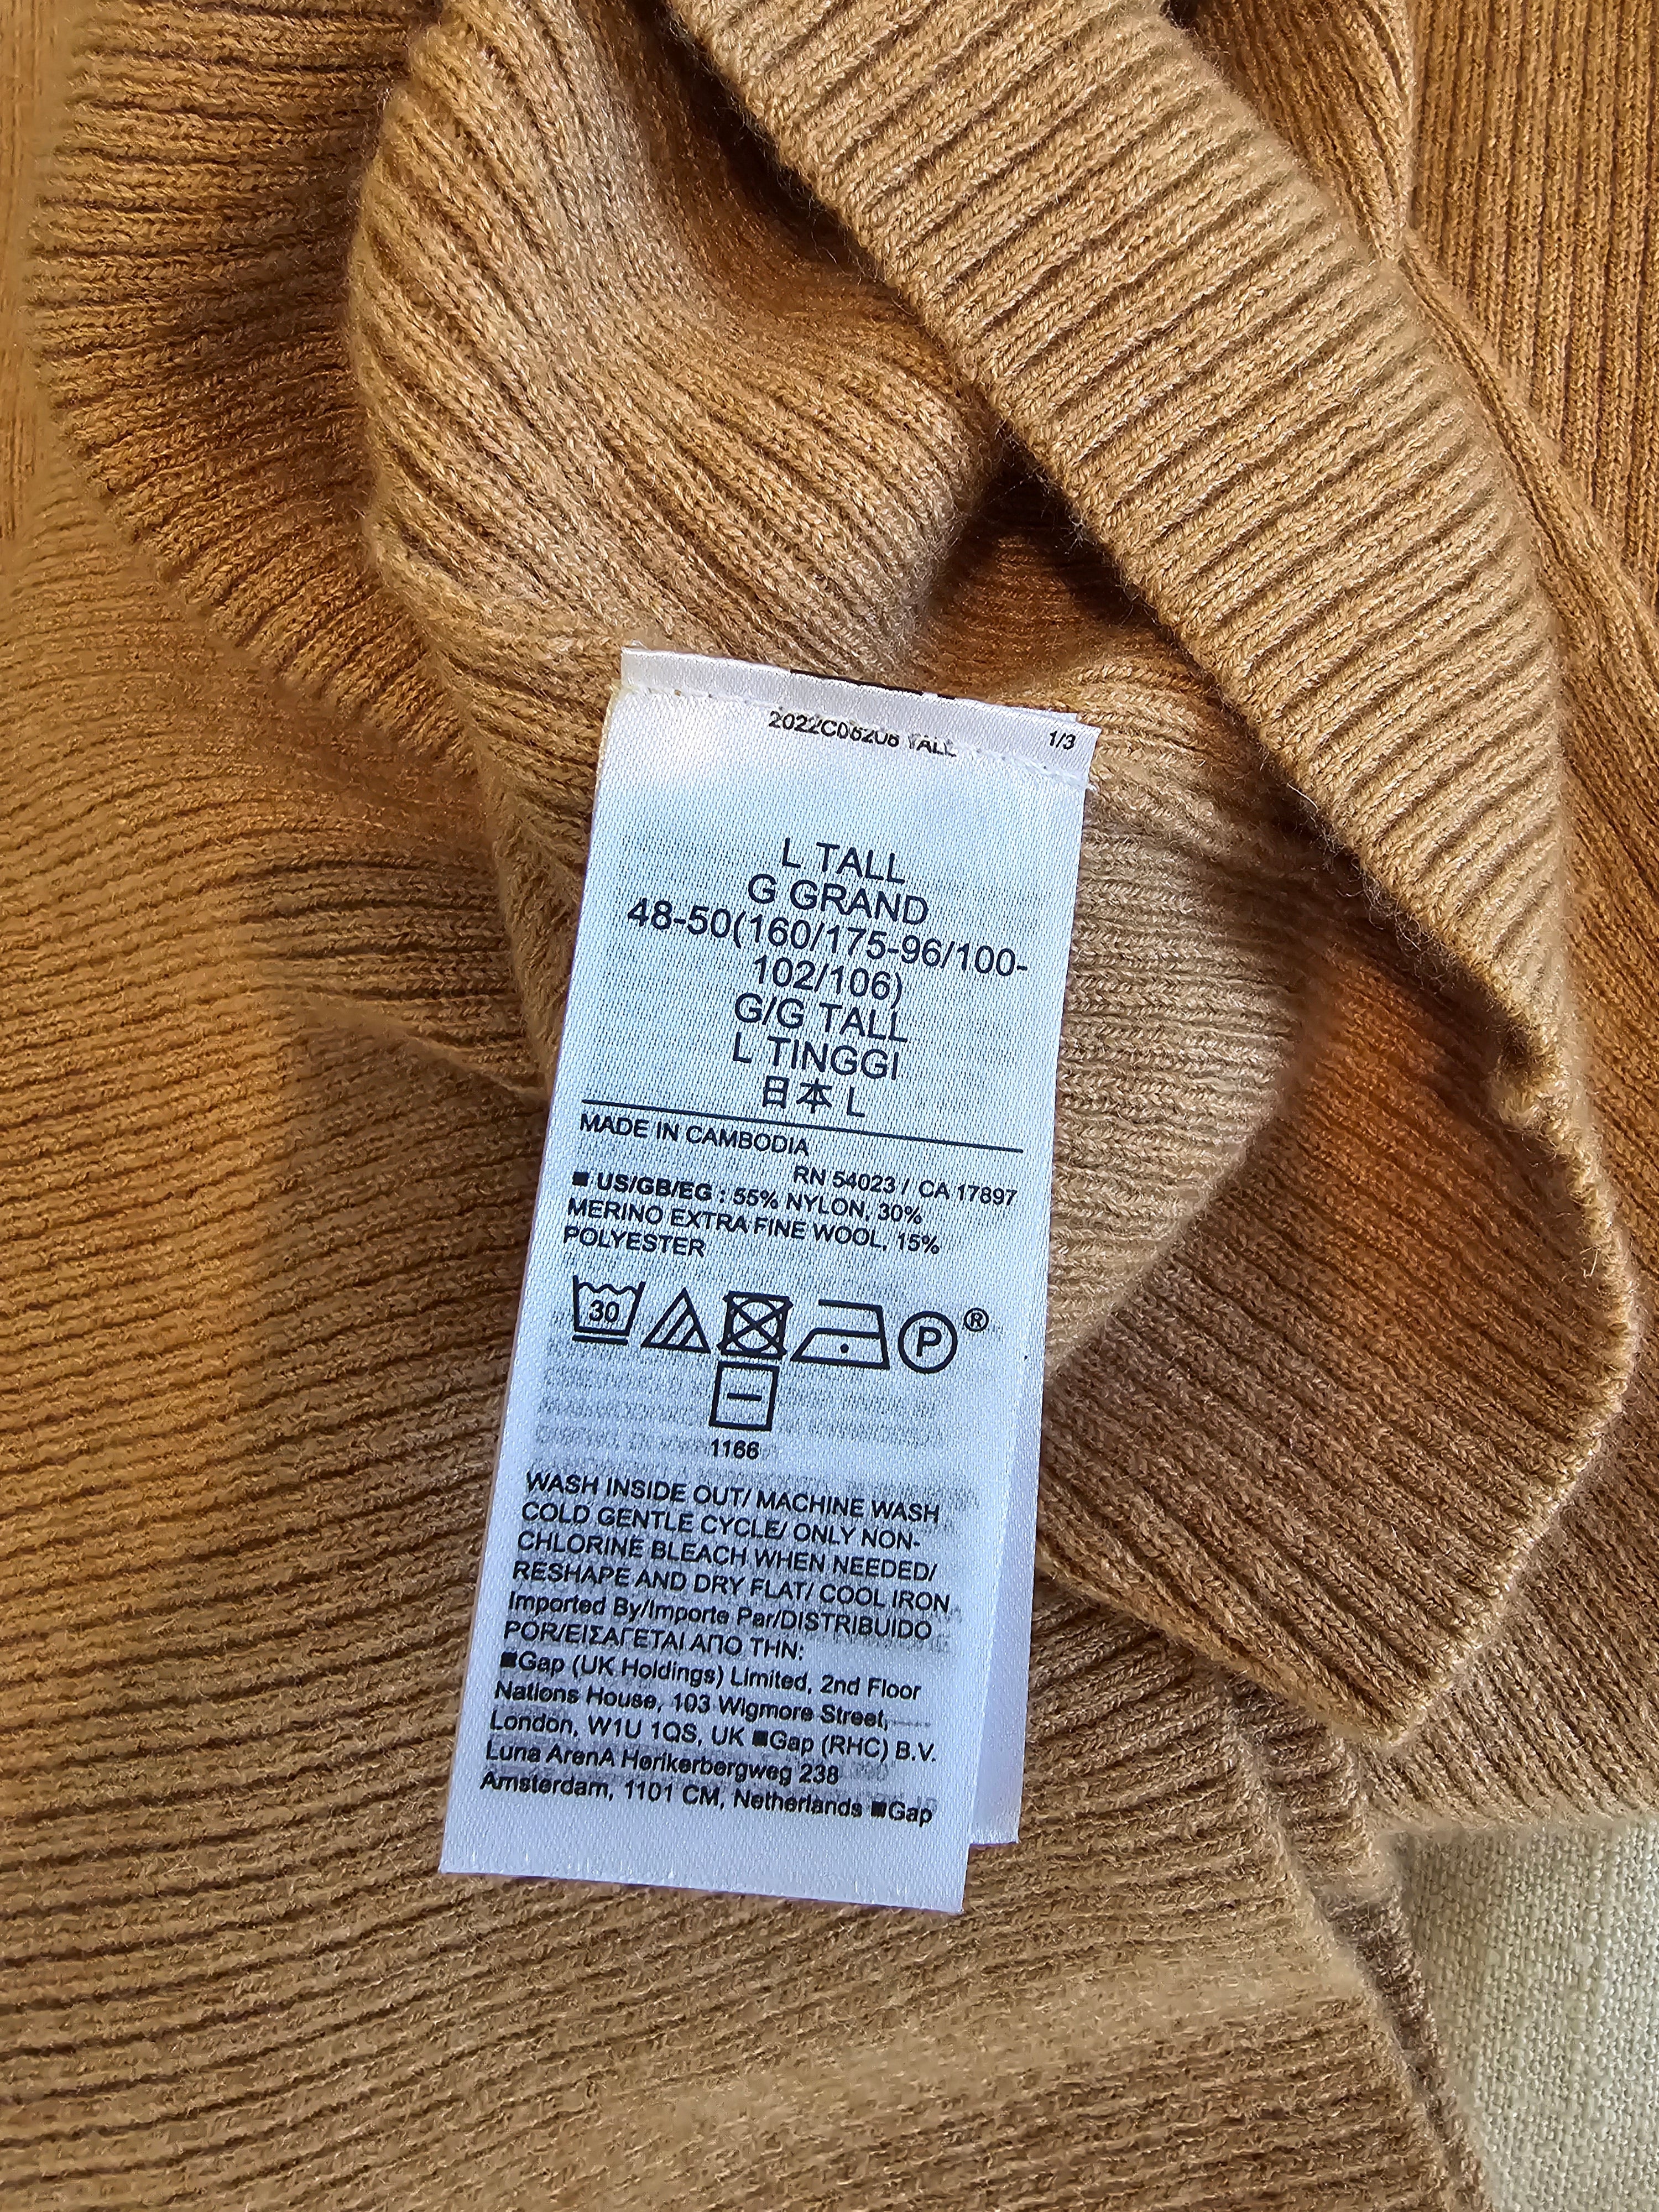 1/3
L TALL
G GRAND
48-50(160/175-96/100-
102/106)
G/G TALL
L TINGGI
日本 L
MADE IN CAMBODIA
RN 54023 / CA 17897
■ US/GB/EG : 55% NYLON, 30%
MERINO EXTRA FINE WOOL, 15%
POLYESTER
30
P ®
1166
WASH INSIDE OUT/ MACHINE WASH
COLD GENTLE CYCLE/ ONLY NON-
CHLORINE BLEACH WHEN NEEDED/
RESHAPE AND DRY FLAT/ COOL IRON
Imported By/Importe Par/DISTRIBUIDO
POR/ΕΙΣΑΓΕΤΑΙ ΑΠΟ ΤΗΝ:
■Gap (UK Holdings) Limited, 2nd Floor
Nations House, 103 Wigmore Street,
London, W1U 1QS, UK ■Gap (RHC) B.V.
Luna ArenA Herikerbergweg 238
Amsterdam, 1101 CM, Netherlands ■Gap